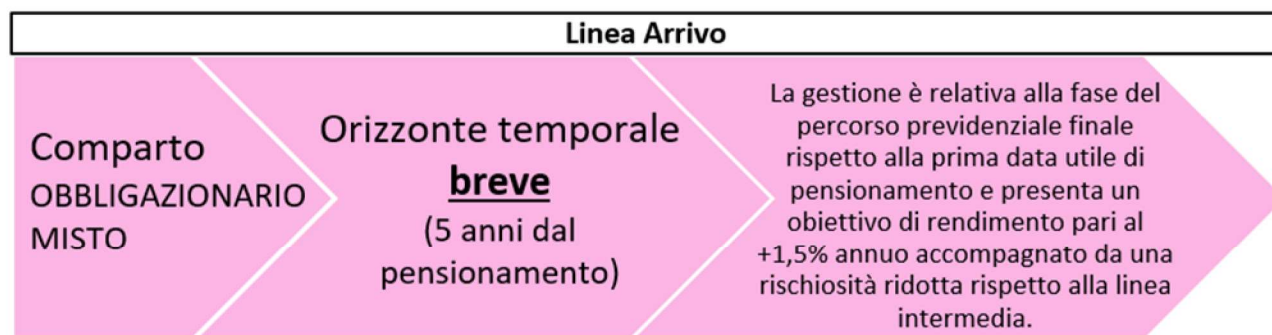 Linea Arrivo
Comparto
OBBLIGAZIONARIO
MISTO
Orizzonte temporale
breve
(5 anni dal
pensionamento)
La gestione è relativa alla fase del
percorso previdenziale finale
rispetto alla prima data utile di
pensionamento e presenta un
obiettivo di rendimento pari al
+1,5% annuo accompagnato da una
rischiosità ridotta rispetto alla linea
intermedia.